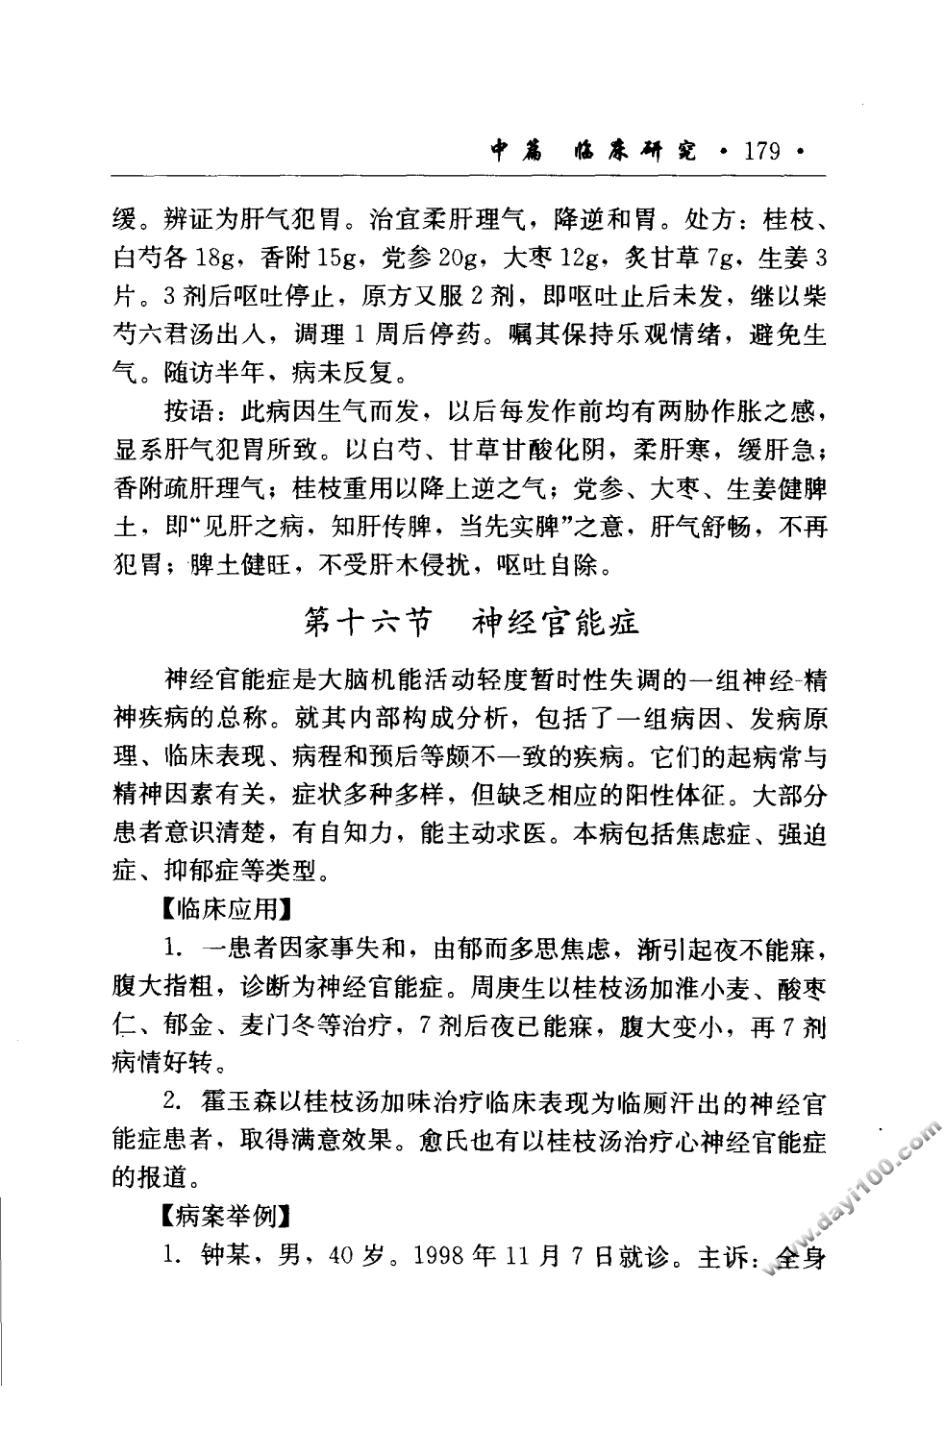 中篇 临床研究 · 179 ·
缓。辨证为肝气犯胃。治宜柔肝理气，降逆和胃。处方：桂枝、
白芍各 18g，香附 15g，党参 20g，大枣 12g，炙甘草 7g，生姜 3
片。3 剂后呕吐停止，原方又服 2 剂，即呕吐止后未发，继以柴
芍六君汤出入，调理 1 周后停药。嘱其保持乐观情绪，避免生
气。随访半年，病未反复。
按语：此病因生气而发，以后每发作前均有两胁作胀之感，
显系肝气犯胃所致。以白芍、甘草甘酸化阴，柔肝寒，缓肝急；
香附疏肝理气；桂枝重用以降上逆之气；党参、大枣、生姜健脾
土，即“见肝之病，知肝传脾，当先实脾”之意，肝气舒畅，不再
犯胃；脾土健旺，不受肝木侵扰，呕吐自除。
第十六节 神经官能症
神经官能症是大脑机能活动轻度暂时性失调的一组神经-精
神疾病的总称。就其内部构成分析，包括了一组病因、发病原
理、临床表现、病程和预后等颇不一致的疾病。它们的起病常与
精神因素有关，症状多种多样，但缺乏相应的阳性体征。大部分
患者意识清楚，有自知力，能主动求医。本病包括焦虑症、强迫
症、抑郁症等类型。
【临床应用】
1. 一患者因家事失和，由郁而多思焦虑，渐引起夜不能寐，
腹大指粗，诊断为神经官能症。周庚生以桂枝汤加淮小麦、酸枣
仁、郁金、麦门冬等治疗，7 剂后夜已能寐，腹大变小，再 7 剂
病情好转。
2. 霍玉森以桂枝汤加味治疗临床表现为临厕汗出的神经官
能症患者，取得满意效果。愈氏也有以桂枝汤治疗心神经官能症
的报道。
【病案举例】
1. 钟某，男，40 岁。1998 年 11 月 7 日就诊。主诉：全身
www.dayi100.com